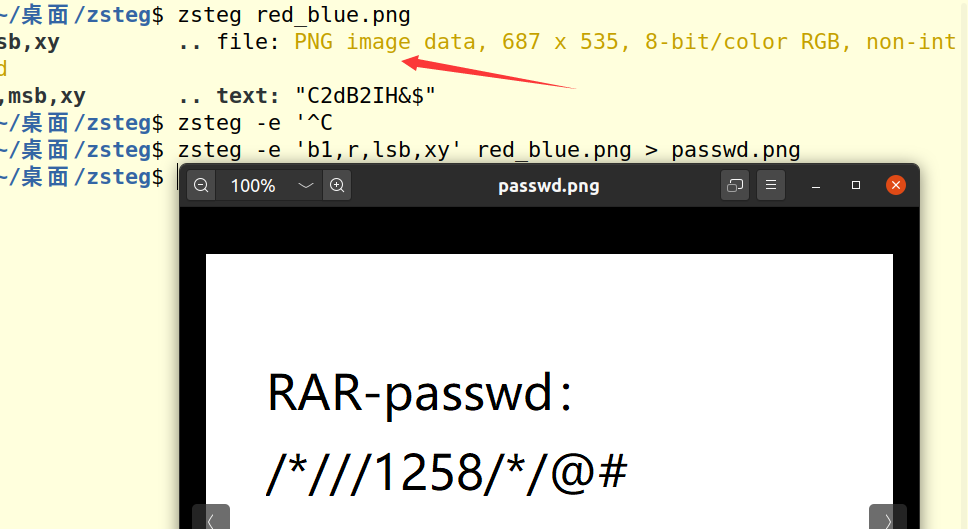 ~/桌面/zsteg$ zsteg red_blue.png
sb,xy .. file: PNG image data, 687 x 535, 8-bit/color RGB, non-int
d
,msb,xy .. text: "C2dB2IH&$"
~/桌面/zsteg$ zsteg -e '^C
~/桌面/zsteg$ zsteg -e 'b1,r,lsb,xy' red_blue.png > passwd.png
~/桌面/zsteg$
100% passwd.png
RAR-passwd：
/*///1258/*/@#